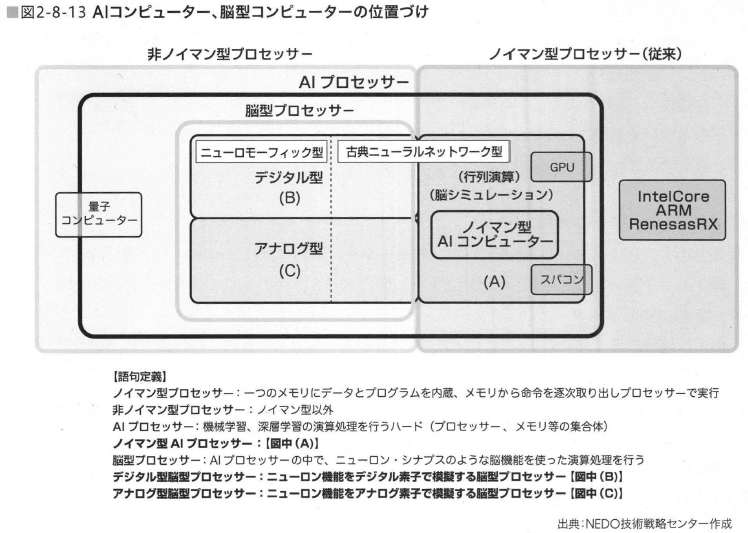 ■図2-8-13 AIコンピューター、脳型コンピューターの位置づけ
非ノイマン型プロセッサー
ノイマン型プロセッサー(従来)
AI プロセッサー
脳型プロセッサー
ニューロモーフィック型
古典ニューラルネットワーク型
デジタル型
(B)
(行列演算)
(脳シミュレーション)
GPU
量子
コンピューター
IntelCore
ARM
RenesasRX
ノイマン型
AI コンピューター
アナログ型
(C)
(A)
スパコン
【語句定義】
ノイマン型プロセッサー：一つのメモリにデータとプログラムを内蔵、メモリから命令を逐次取り出しプロセッサーで実行
非ノイマン型プロセッサー：ノイマン型以外
AI プロセッサー：機械学習、深層学習の演算処理を行うハード（プロセッサー、メモリ等の集合体）
ノイマン型 AI プロセッサー：【図中（A）】
脳型プロセッサー：AI プロセッサーの中で、ニューロン・シナプスのような脳機能を使った演算処理を行う
デジタル型脳型プロセッサー：ニューロン機能をデジタル素子で模擬する脳型プロセッサー【図中（B）】
アナログ型脳型プロセッサー：ニューロン機能をアナログ素子で模擬する脳型プロセッサー【図中（C）】
出典：NEDO技術戦略センター作成